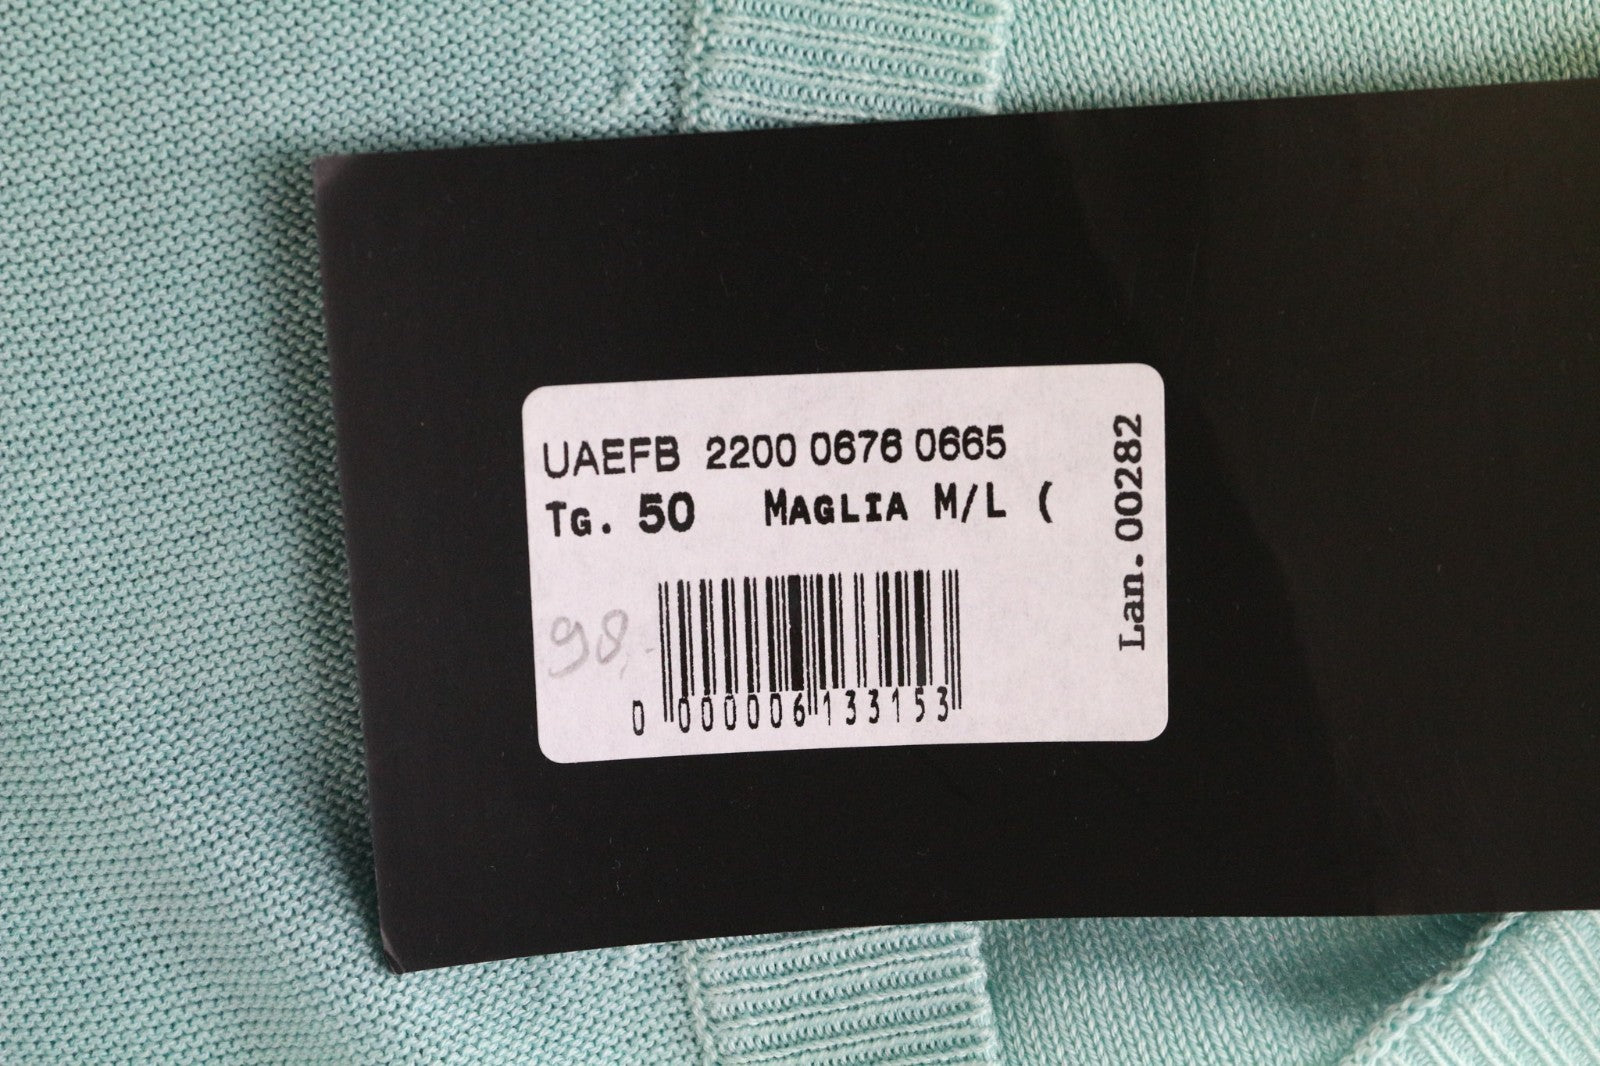 UAEFB 2200 0676 0665
TG. 50 MAGLIA M/L (
Lan. 00282
98,-
0 000006 133153